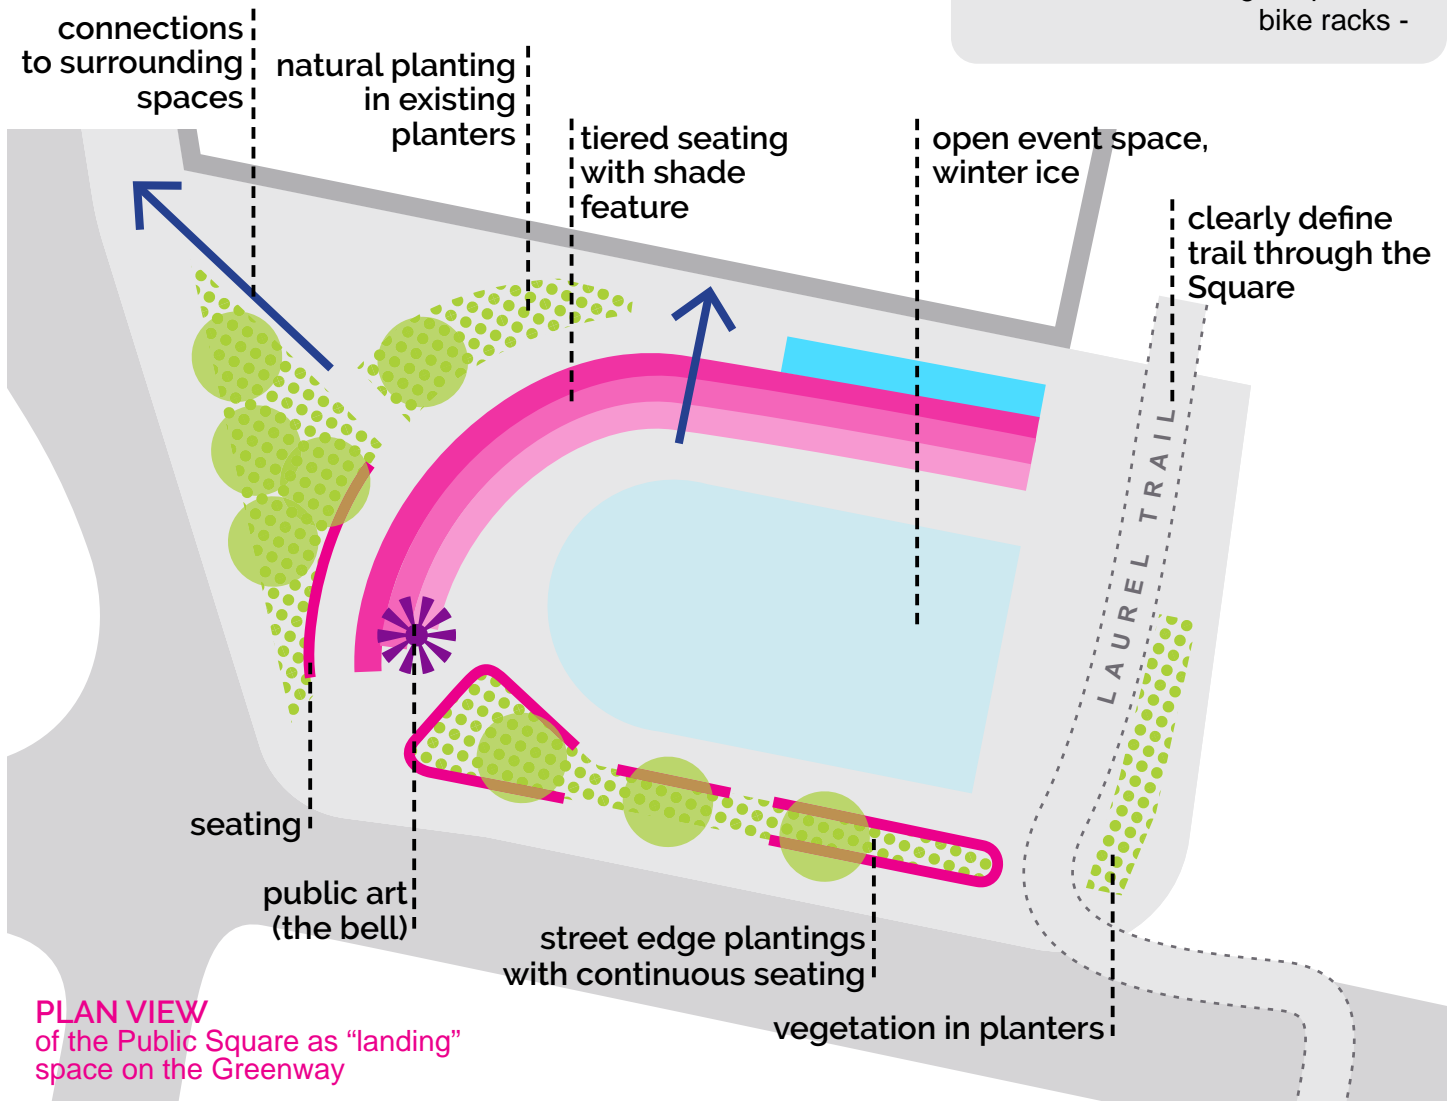 bike racks -
connections
to surrounding
spaces
natural planting
in existing
planters
tiered seating
with shade
feature
open event space,
winter ice
clearly define
trail through the
Square
LAUREL TRAIL
seating
public art
(the bell)
street edge plantings
with continuous seating
vegetation in planters
PLAN VIEW
of the Public Square as “landing”
space on the Greenway